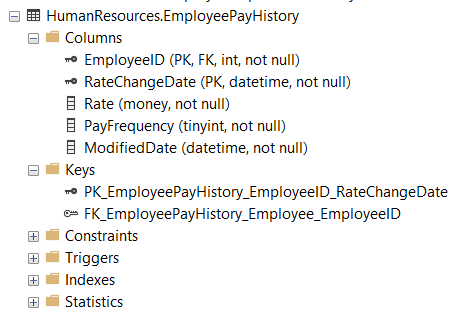 HumanResources.EmployeePayHistory
Columns
EmployeeID (PK, FK, int, not null)
RateChangeDate (PK, datetime, not null)
Rate (money, not null)
PayFrequency (tinyint, not null)
ModifiedDate (datetime, not null)
Keys
PK_EmployeePayHistory_EmployeeID_RateChangeDate
FK_EmployeePayHistory_Employee_EmployeeID
Constraints
Triggers
Indexes
Statistics